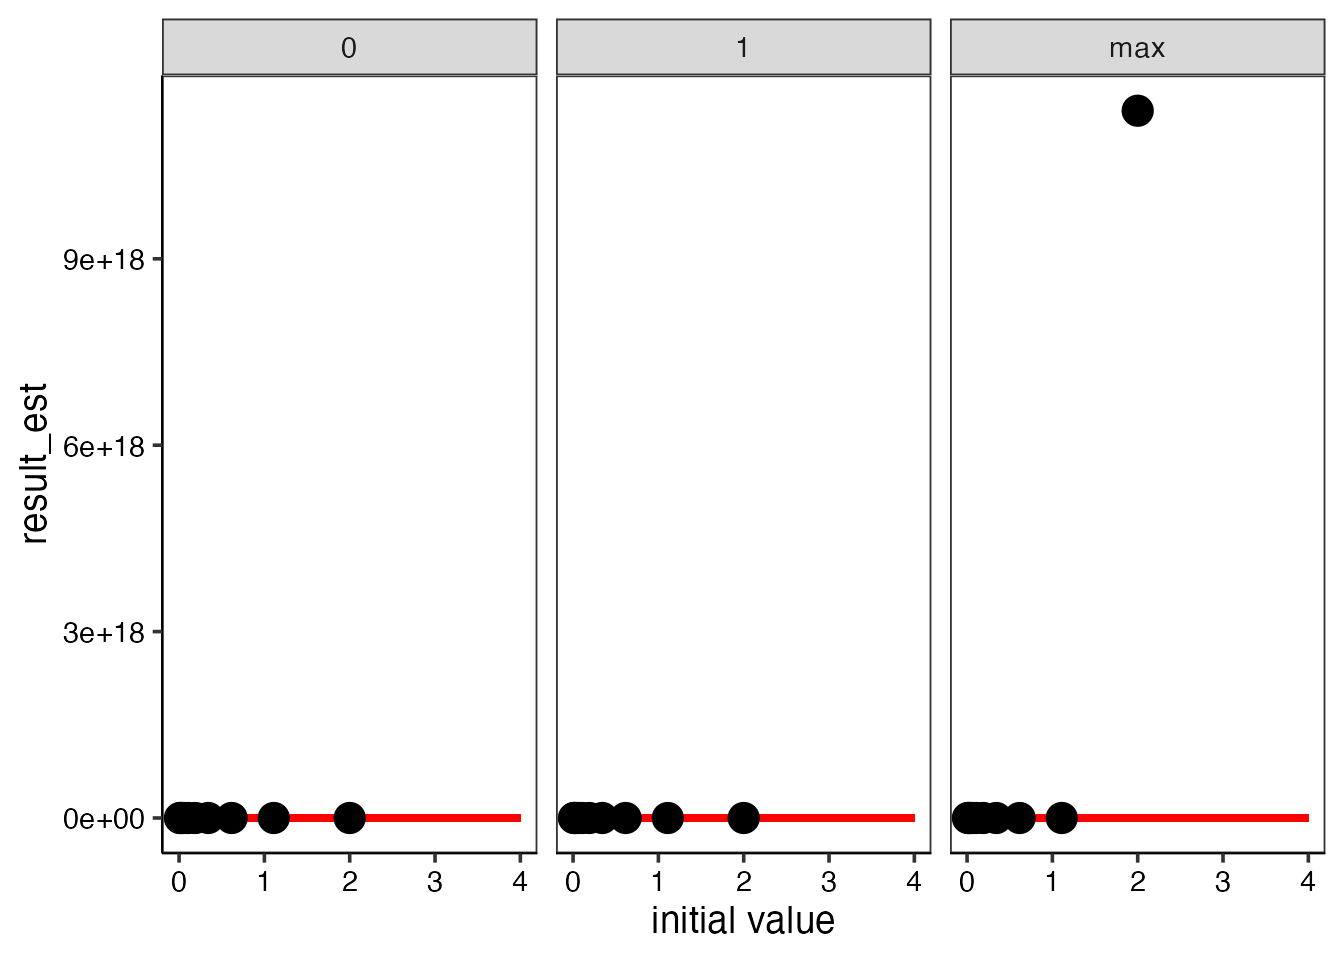 0
1
max
result_est
9e+18
6e+18
3e+18
0e+00
0 1 2 3 4
0 1 2 3 4
0 1 2 3 4
initial value